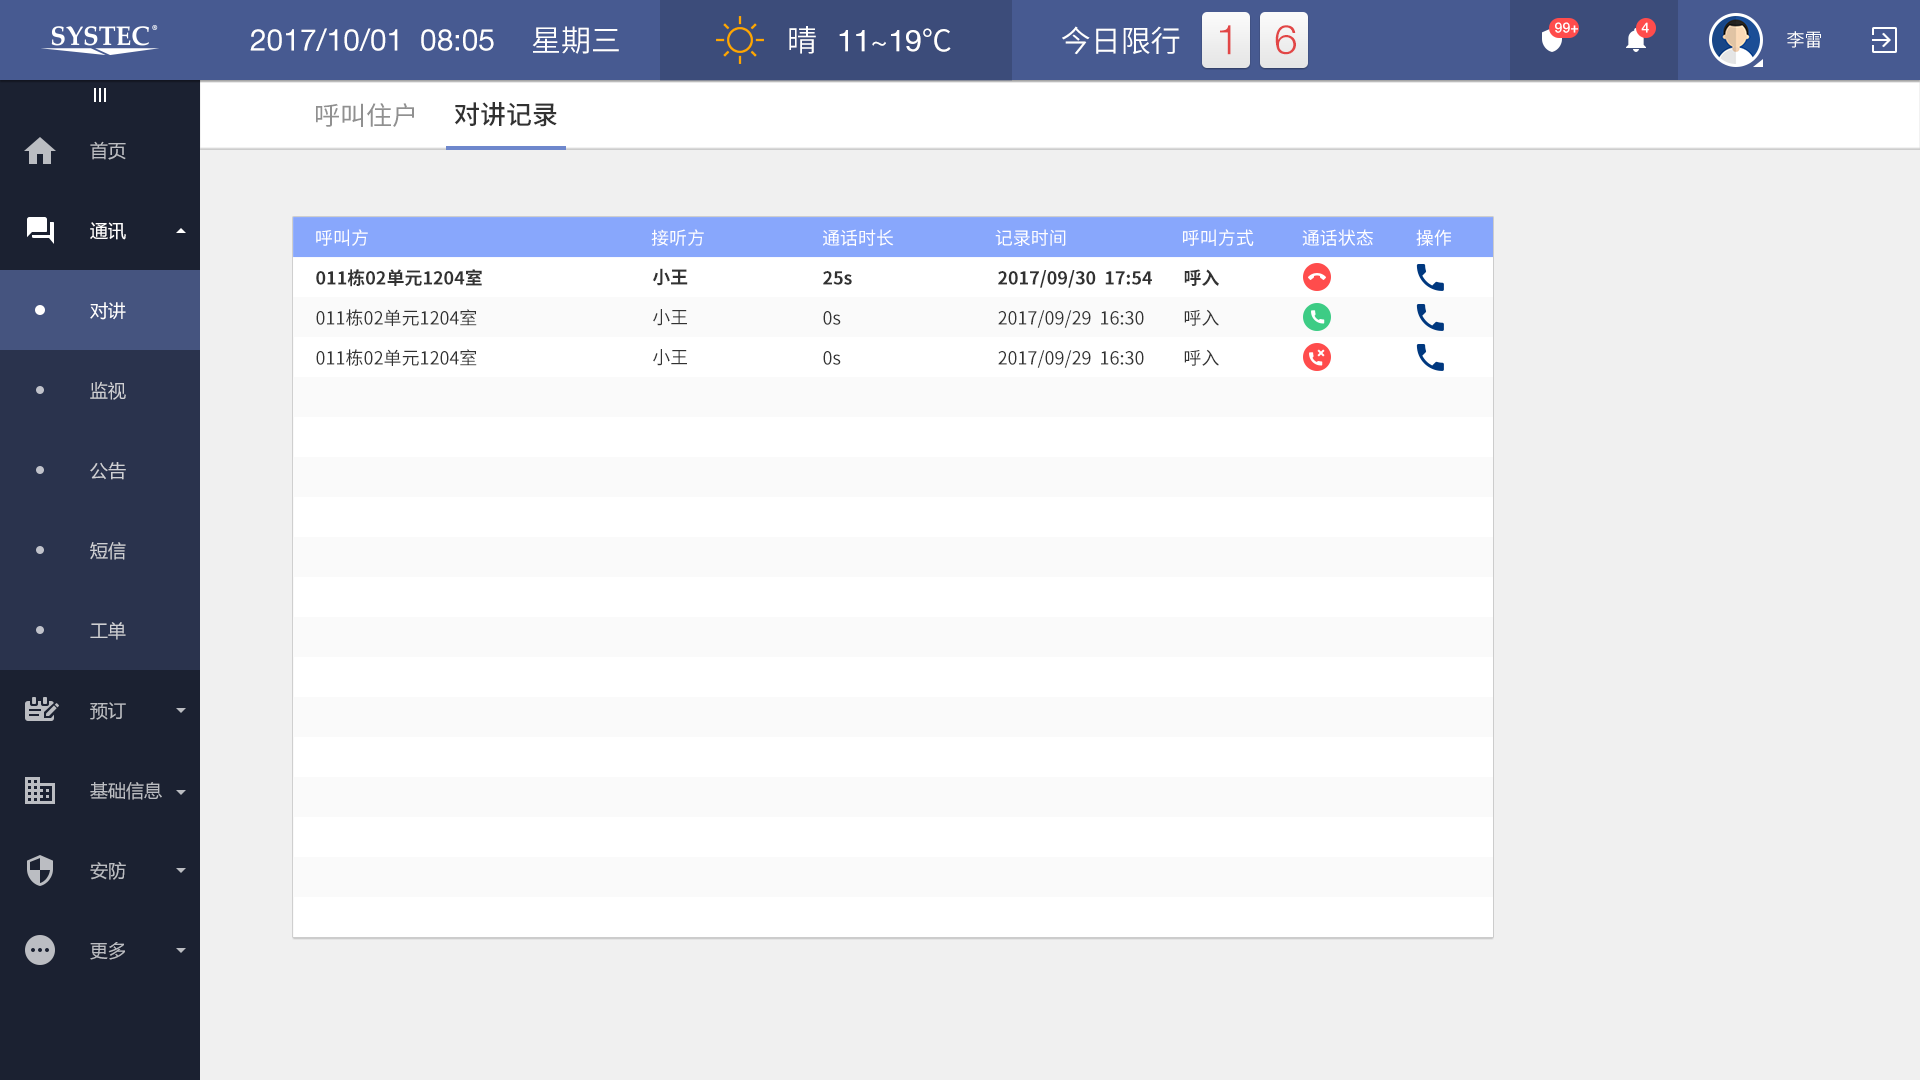 SYSTEC®
2017/10/01 08:05 星期三
晴 11~19℃
今日限行 1 6
99+
4
李雷
首页
通讯
对讲
监视
公告
短信
工单
预订
基础信息
安防
更多
呼叫住户 对讲记录
呼叫方 接听方 通话时长 记录时间 呼叫方式 通话状态 操作
011栋02单元1204室 小王 25s 2017/09/30 17:54 呼入
011栋02单元1204室 小王 0s 2017/09/29 16:30 呼入
011栋02单元1204室 小王 0s 2017/09/29 16:30 呼入